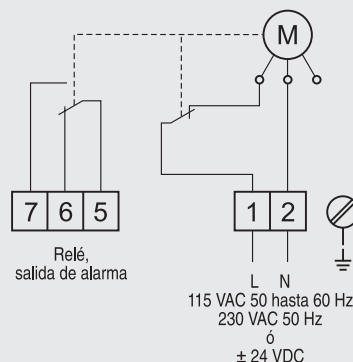 M
7 6 5
1 2
Relé,
salida de alarma
L N
115 VAC 50 hasta 60 Hz
230 VAC 50 Hz
ó
± 24 VDC